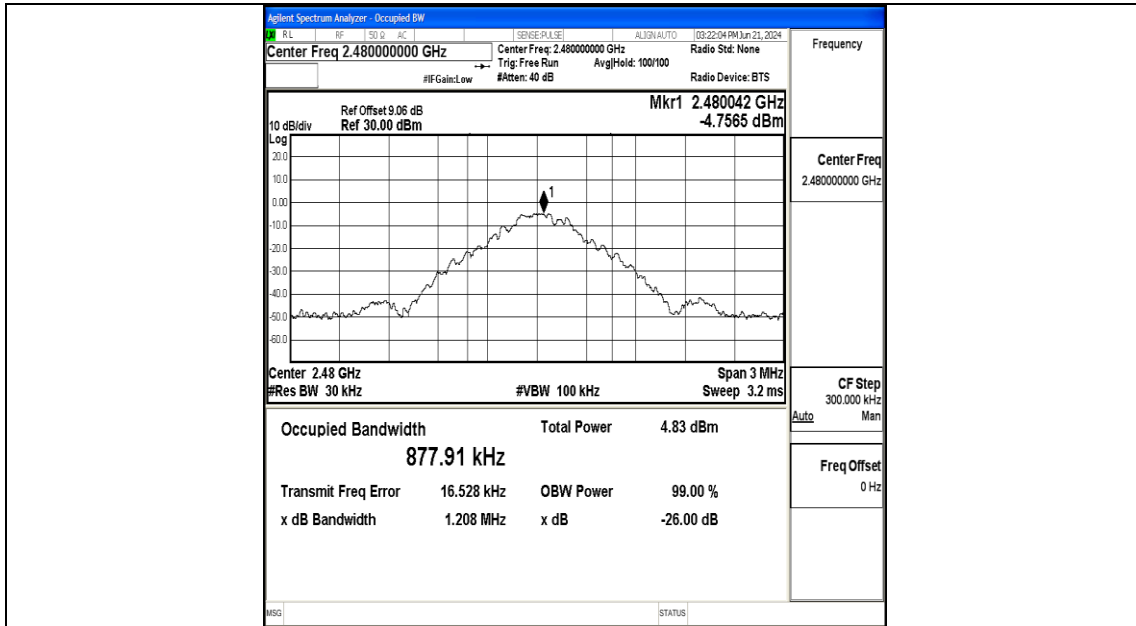 Agilent Spectrum Analyzer - Occupied BW
LXI RL RF 50 Ω AC SENSE:PULSE ALIGN AUTO 03:22:04 PM Jun 21, 2024
Center Freq 2.480000000 GHz
Center Freq: 2.480000000 GHz
Radio Std: None
Trig: Free Run Avg|Hold: 100/100
#IFGain:Low #Atten: 40 dB Radio Device: BTS
Frequency
Mkr1 2.480042 GHz
-4.7565 dBm
Ref Offset 9.06 dB
10 dB/div Ref 30.00 dBm
Log
20.0
10.0
0.00
-10.0
-20.0
-30.0
-40.0
-50.0
-60.0
1
Center Freq
2.480000000 GHz
Center 2.48 GHz Span 3 MHz
#Res BW 30 kHz #VBW 100 kHz Sweep 3.2 ms
CF Step
300.000 kHz
Auto Man
Occupied Bandwidth Total Power 4.83 dBm
877.91 kHz
Freq Offset
0 Hz
Transmit Freq Error 16.528 kHz OBW Power 99.00 %
x dB Bandwidth 1.208 MHz x dB -26.00 dB
MSG STATUS